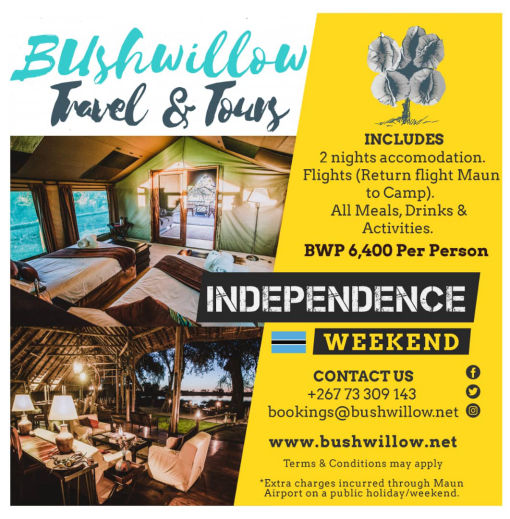 BUshwillow
Travel & Tours
INCLUDES
2 nights accomodation.
Flights (Return flight Maun
to Camp).
All Meals, Drinks &
Activities.
BWP 6,400 Per Person
INDEPENDENCE
WEEKEND
CONTACT US
+267 73 309 143
bookings@bushwillow.net
www.bushwillow.net
Terms & Conditions may apply
*Extra charges incurred through Maun
Airport on a public holiday/weekend.